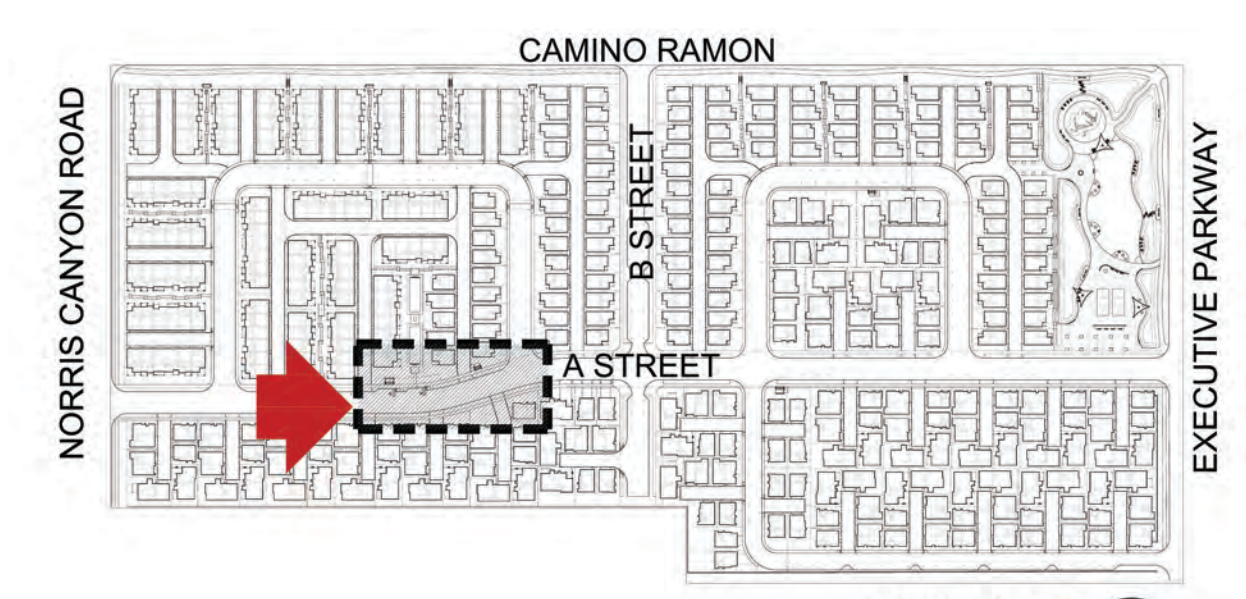 CAMINO RAMON
NORRIS CANYON ROAD
B STREET
EXECUTIVE PARKWAY
A STREET